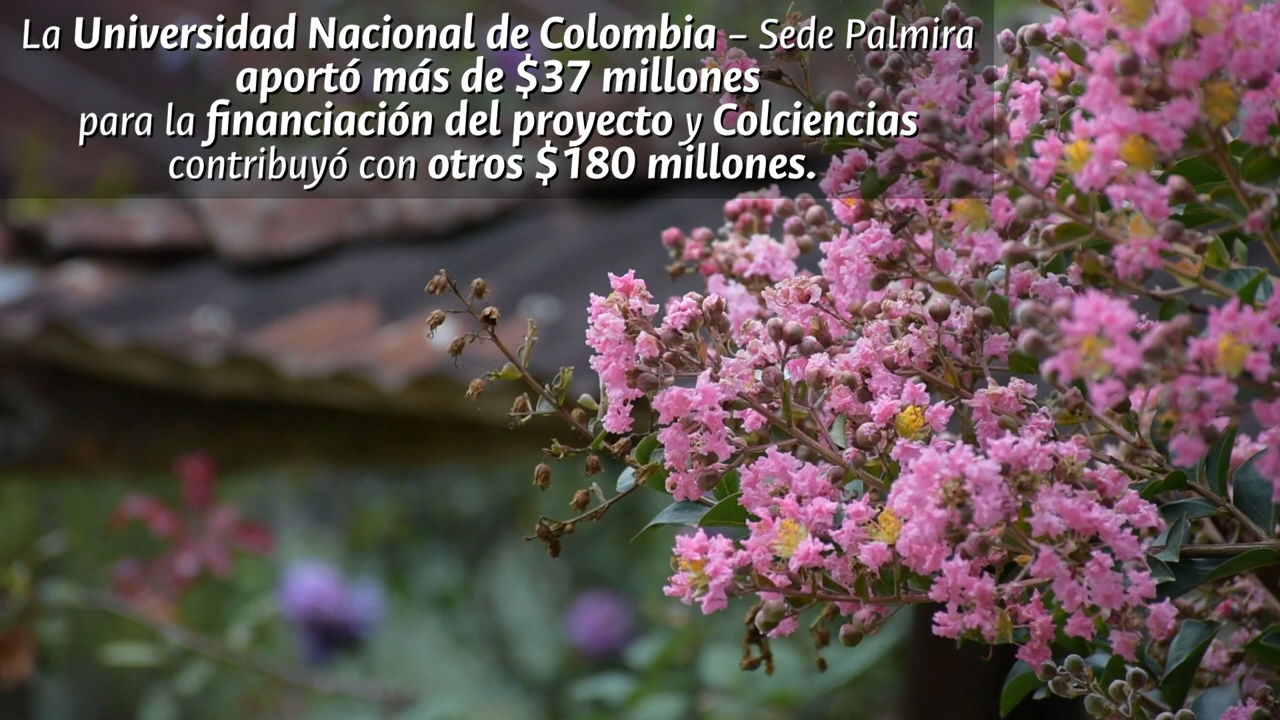 La Universidad Nacional de Colombia – Sede Palmira
aportó más de $37 millones
para la financiación del proyecto y Colciencias
contribuyó con otros $180 millones.